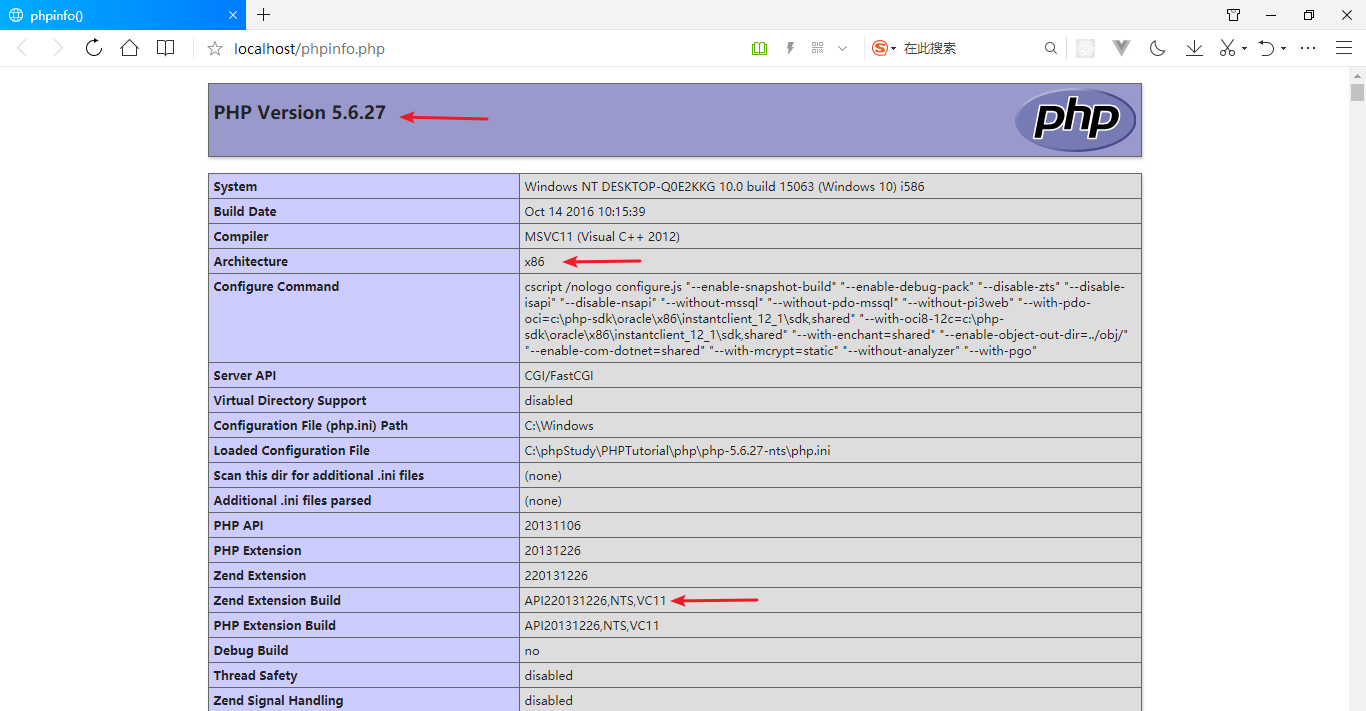 phpinfo()
localhost/phpinfo.php
在此搜索
PHP Version 5.6.27
php
System Windows NT DESKTOP-Q0E2KKG 10.0 build 15063 (Windows 10) i586
Build Date Oct 14 2016 10:15:39
Compiler MSVC11 (Visual C++ 2012)
Architecture x86
Configure Command cscript /nologo configure.js "--enable-snapshot-build" "--enable-debug-pack" "--disable-zts" "--disable-
isapi" "--disable-nsapi" "--without-mssql" "--without-pdo-mssql" "--without-pi3web" "--with-pdo-
oci=c:\php-sdk\oracle\x86\instantclient_12_1\sdk,shared" "--with-oci8-12c=c:\php-
sdk\oracle\x86\instantclient_12_1\sdk,shared" "--with-enchant=shared" "--enable-object-out-dir=../obj/"
"--enable-com-dotnet=shared" "--with-mcrypt=static" "--without-analyzer" "--with-pgo"
Server API CGI/FastCGI
Virtual Directory Support disabled
Configuration File (php.ini) Path C:\Windows
Loaded Configuration File C:\phpStudy\PHPTutorial\php\php-5.6.27-nts\php.ini
Scan this dir for additional .ini files (none)
Additional .ini files parsed (none)
PHP API 20131106
PHP Extension 20131226
Zend Extension 220131226
Zend Extension Build API220131226,NTS,VC11
PHP Extension Build API20131226,NTS,VC11
Debug Build no
Thread Safety disabled
Zend Signal Handling disabled